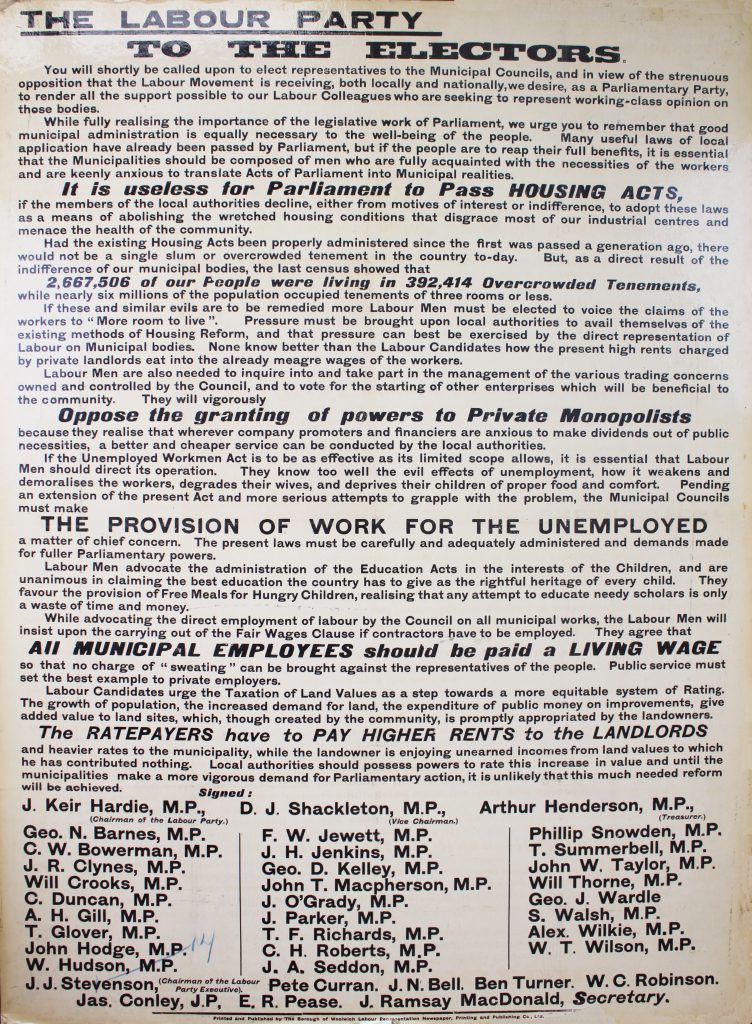 THE LABOUR PARTY
TO THE ELECTORS.
You will shortly be called upon to elect representatives to the Municipal Councils, and in view of the strenuous
opposition that the Labour Movement is receiving, both locally and nationally, we desire, as a Parliamentary Party,
to render all the support possible to our Labour Colleagues who are seeking to represent working-class opinion on
those bodies.
While fully realising the importance of the legislative work of Parliament, we urge you to remember that good
municipal administration is equally necessary to the well-being of the people. Many useful laws of local
application have already been passed by Parliament, but if the people are to reap their full benefits, it is essential
that the Municipalities should be composed of men who are fully acquainted with the necessities of the workers
and are keenly anxious to translate Acts of Parliament into Municipal realities.
It is useless for Parliament to Pass HOUSING ACTS,
if the members of the local authorities decline, either from motives of interest or indifference, to adopt these laws
as a means of abolishing the wretched housing conditions that disgrace most of our industrial centres and
menace the health of the community.
Had the existing Housing Acts been properly administered since the first was passed a generation ago, there
would not be a single slum or overcrowded tenement in the country to-day. But, as a direct result of the
indifference of our municipal bodies, the last census showed that
2,667,506 of our People were living in 392,414 Overcrowded Tenements,
while nearly six millions of the population occupied tenements of three rooms or less.
If these and similar evils are to be remedied more Labour Men must be elected to voice the claims of the
workers to "More room to live". Pressure must be brought upon local authorities to avail themselves of the
existing methods of Housing Reform, and that pressure can best be exercised by the direct representation of
Labour on Municipal bodies. None know better than the Labour Candidates how the present high rents charged
by private landlords eat into the already meagre wages of the workers.
Labour Men are also needed to inquire into and take part in the management of the various trading concerns
owned and controlled by the Council, and to vote for the starting of other enterprises which will be beneficial to
the community. They will vigorously
Oppose the granting of powers to Private Monopolists
because they realise that wherever company promoters and financiers are anxious to make dividends out of public
necessities, a better and cheaper service can be conducted by the local authorities.
If the Unemployed Workmen Act is to be as effective as its limited scope allows, it is essential that Labour
Men should direct its operation. They know too well the evil effects of unemployment, how it weakens and
demoralises the workers, degrades their wives, and deprives their children of proper food and comfort. Pending
an extension of the present Act and more serious attempts to grapple with the problem, the Municipal Councils
must make
THE PROVISION OF WORK FOR THE UNEMPLOYED
a matter of chief concern. The present laws must be carefully and adequately administered and demands made
for fuller Parliamentary powers.
Labour Men advocate the administration of the Education Acts in the interests of the Children, and are
unanimous in claiming the best education the country has to give as the rightful heritage of every child. They
favour the provision of Free Meals for Hungry Children, realising that any attempt to educate needy scholars is only
a waste of time and money.
While advocating the direct employment of labour by the Council on all municipal works, the Labour Men will
insist upon the carrying out of the Fair Wages Clause if contractors have to be employed. They agree that
All MUNICIPAL EMPLOYEES should be paid a LIVING WAGE
so that no charge of "sweating" can be brought against the representatives of the people. Public service must
set the best example to private employers.
Labour Candidates urge the Taxation of Land Values as a step towards a more equitable system of Rating.
The growth of population, the increased demand for land, the expenditure of public money on improvements, give
added value to land sites, which, though created by the community, is promptly appropriated by the landowners.
The RATEPAYERS have to PAY HIGHER RENTS to the LANDLORDS
and heavier rates to the municipality, while the landowner is enjoying unearned incomes from land values to which
he has contributed nothing. Local authorities should possess powers to rate this increase in value and until the
municipalities make a more vigorous demand for Parliamentary action, it is unlikely that this much needed reform
will be achieved.
Signed:
J. Keir Hardie, M.P., D. J. Shackleton, M.P., Arthur Henderson, M.P.,
(Chairman of the Labour Party.) (Vice Chairman.) (Treasurer.)
Geo. N. Barnes, M.P.
C. W. Bowerman, M.P.
J. R. Clynes, M.P.
Will Crooks, M.P.
C. Duncan, M.P.
A. H. Gill, M.P.
T. Glover, M.P.
John Hodge, M.P.
W. Hudson, M.P.
F. W. Jewett, M.P.
J. H. Jenkins, M.P.
Geo. D. Kelley, M.P.
John T. Macpherson, M.P.
J. O'Grady, M.P.
J. Parker, M.P.
T. F. Richards, M.P.
C. H. Roberts, M.P.
J. A. Seddon, M.P.
Phillip Snowden, M.P.
T. Summerbell, M.P.
John W. Taylor, M.P.
Will Thorne, M.P.
Geo. J. Wardle
S. Walsh, M.P.
Alex. Wilkie, M.P.
W. T. Wilson, M.P.
J. J. Stevenson, (Chairman of the Labour Party Executive). Pete Curran. J. N. Bell. Ben Turner. W. C. Robinson.
Jas. Conley, J.P, E. R. Pease. J. Ramsay MacDonald, Secretary.
Printed and Published by The Borough of Woolwich Labour Representation Newspaper, Printing and Publishing Co., Ltd.